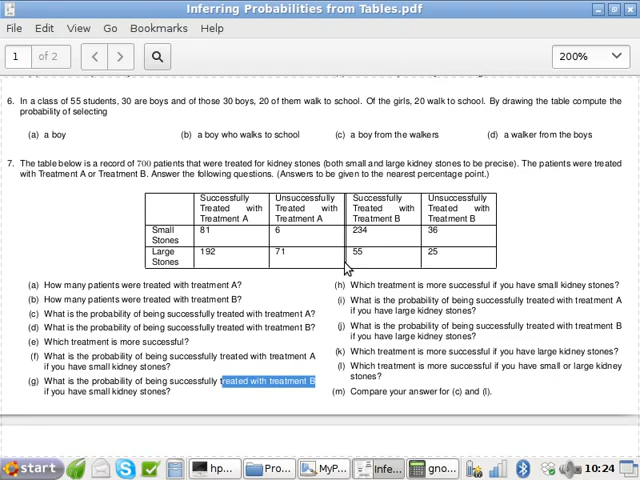 Inferring Probabilities from Tables.pdf
File Edit View Go Bookmarks Help
1 of 2 200%
6. In a class of 55 students, 30 are boys and of those 30 boys, 20 of them walk to school. Of the girls, 20 walk to school. By drawing the table compute the
probability of selecting
(a) a boy (b) a boy who walks to school (c) a boy from the walkers (d) a walker from the boys
7. The table below is a record of 700 patients that were treated for kidney stones (both small and large kidney stones to be precise). The patients were treated
with Treatment A or Treatment B. Answer the following questions. (Answers to be given to the nearest percentage point.)
Successfully Unsuccessfully Successfully Unsuccessfully
Treated with Treated with Treated with Treated with
Treatment A Treatment A Treatment B Treatment B
Small 81 6 234 36
Stones
Large 192 71 55 25
Stones
(a) How many patients were treated with treatment A?
(b) How many patients were treated with treatment B?
(c) What is the probability of being successfully treated with treatment A?
(d) What is the probability of being successfully treated with treatment B?
(e) Which treatment is more successful?
(f) What is the probability of being successfully treated with treatment A
if you have small kidney stones?
(g) What is the probability of being successfully treated with treatment B
if you have small kidney stones?
(h) Which treatment is more successful if you have small kidney stones?
(i) What is the probability of being successfully treated with treatment A
if you have large kidney stones?
(j) What is the probability of being successfully treated with treatment B
if you have large kidney stones?
(k) Which treatment is more successful if you have large kidney stones?
(l) Which treatment is more successful if you have small or large kidney
stones?
(m) Compare your answer for (c) and (l).
start hp... Pro... MyP... Infe... gno... 10:24